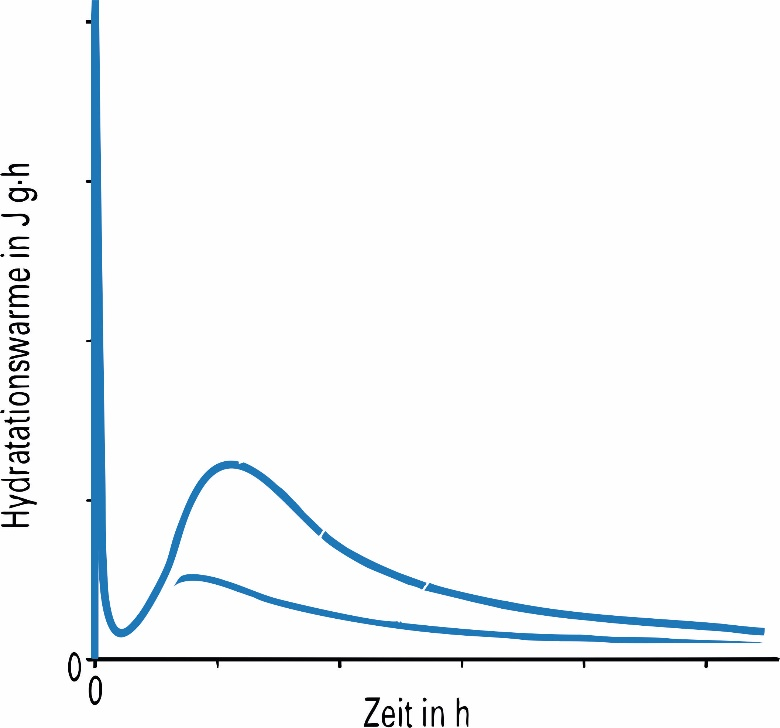 Hydratationswarme in J g·h
0
0
Zeit in h